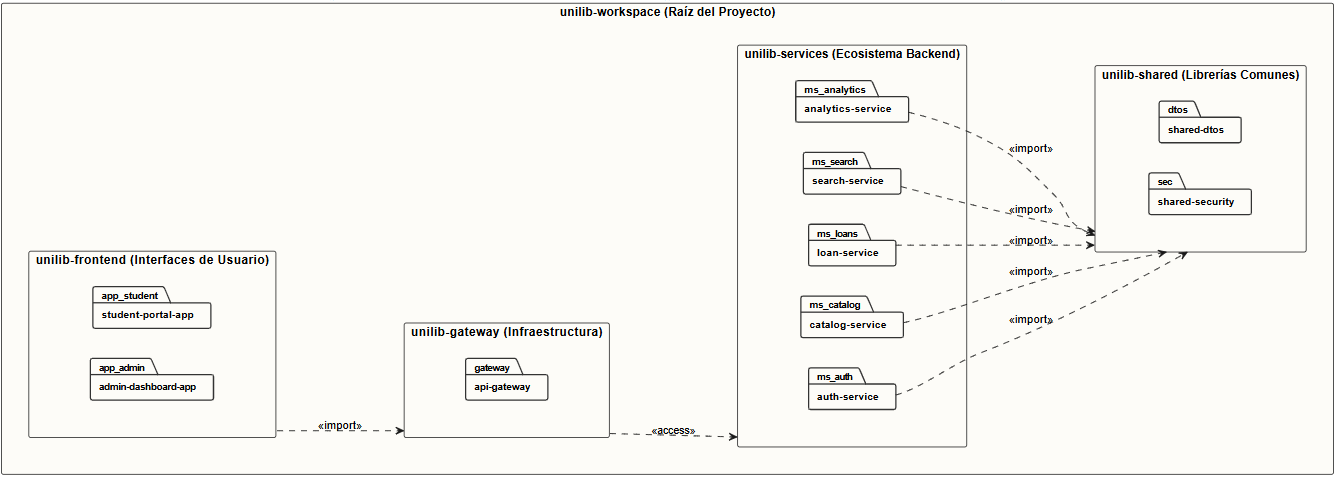 unilib-workspace (Raíz del Proyecto)
unilib-frontend (Interfaces de Usuario)
app_student
student-portal-app
app_admin
admin-dashboard-app
«import»
unilib-gateway (Infraestructura)
gateway
api-gateway
«access»
unilib-services (Ecosistema Backend)
ms_analytics
analytics-service
ms_search
search-service
ms_loans
loan-service
ms_catalog
catalog-service
ms_auth
auth-service
«import»
«import»
«import»
«import»
«import»
unilib-shared (Librerías Comunes)
dtos
shared-dtos
sec
shared-security